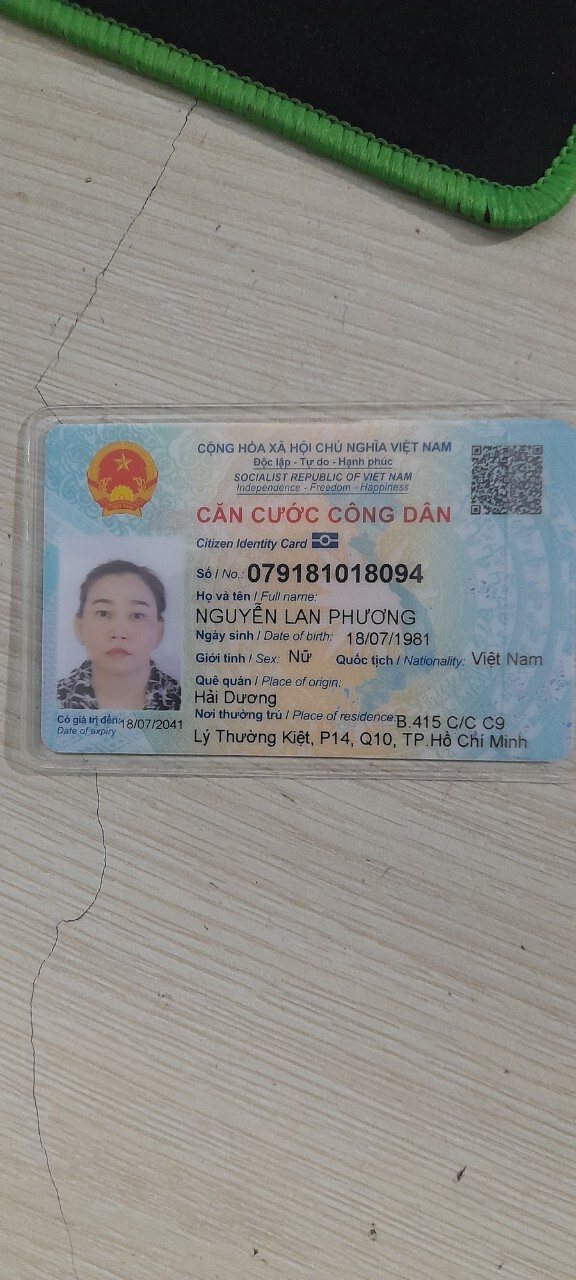 CỘNG HÒA XÃ HỘI CHỦ NGHĨA VIỆT NAM
Độc lập - Tự do - Hạnh phúc
SOCIALIST REPUBLIC OF VIET NAM
Independence - Freedom - Happiness
CĂN CƯỚC CÔNG DÂN
Citizen Identity Card
Số / No.: 079181018094
Họ và tên / Full name:
NGUYỄN LAN PHƯƠNG
Ngày sinh / Date of birth: 18/07/1981
Giới tính / Sex: Nữ Quốc tịch / Nationality: Việt Nam
Quê quán / Place of origin:
Hải Dương
Nơi thường trú / Place of residence: B.415 C/C C9
Lý Thường Kiệt, P14, Q10, TP.Hồ Chí Minh
Có giá trị đến: 18/07/2041
Date of expiry